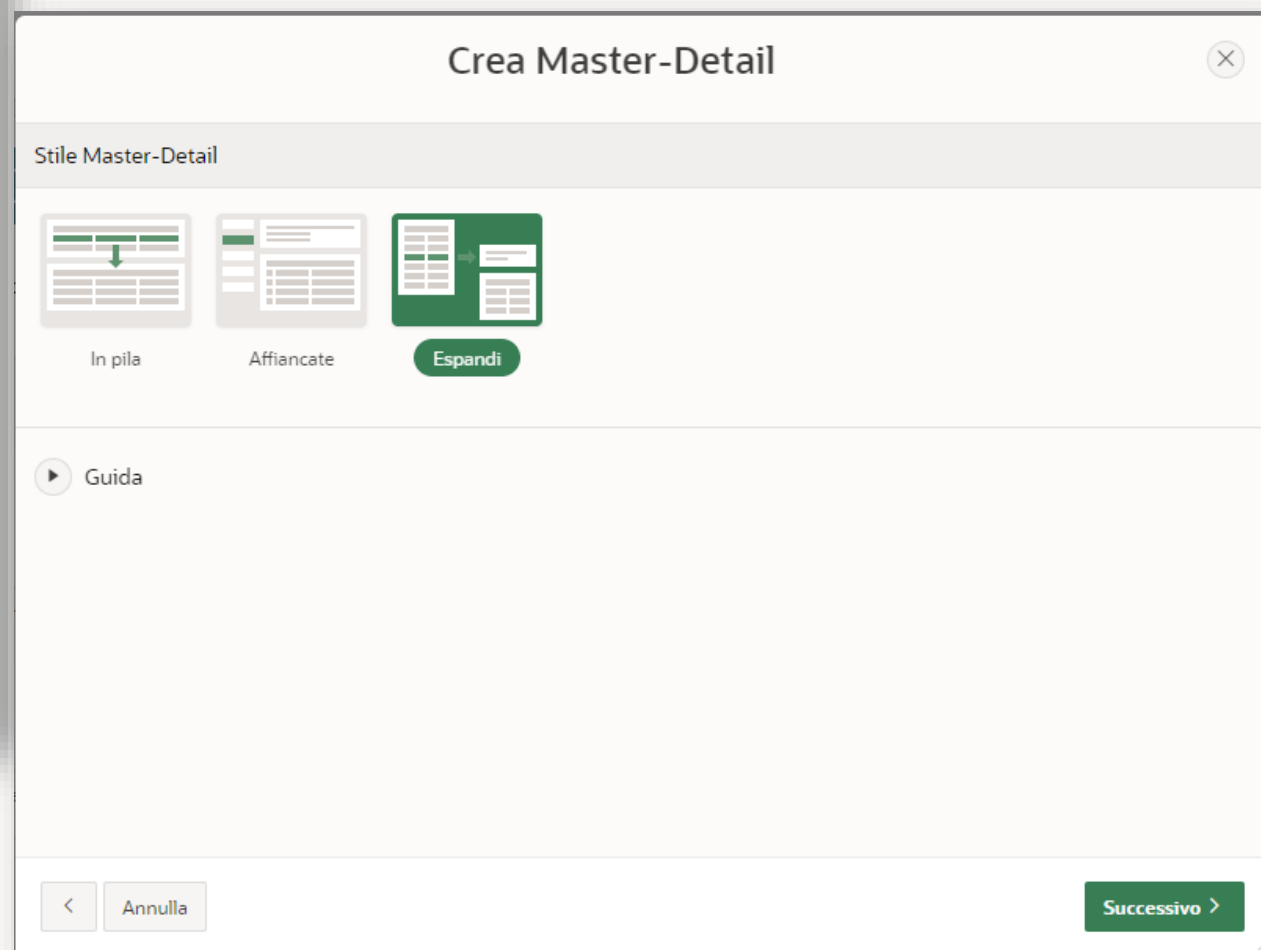 Crea Master-Detail
Stile Master-Detail
In pila
Affiancate
Espandi
Guida
Annulla
Successivo